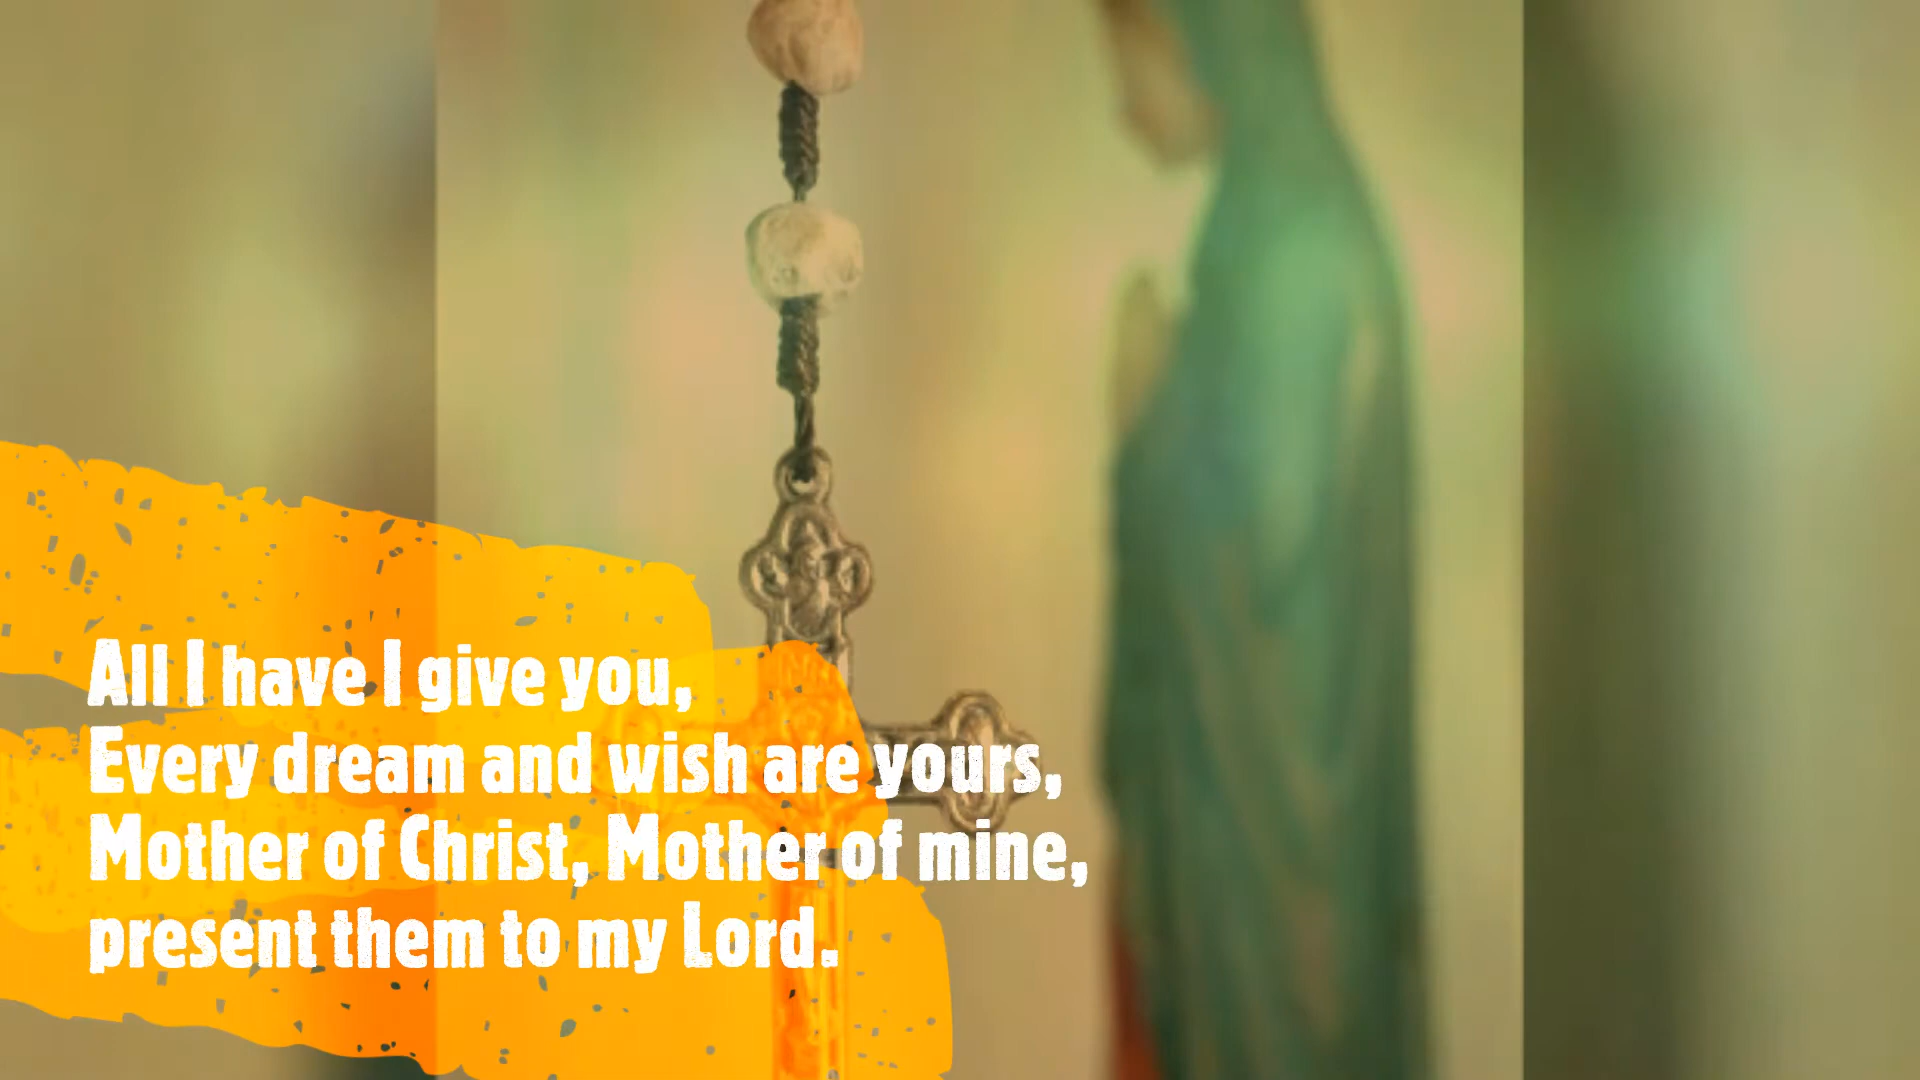 All I have I give you,
Every dream and wish are yours,
Mother of Christ, Mother of mine,
present them to my Lord.